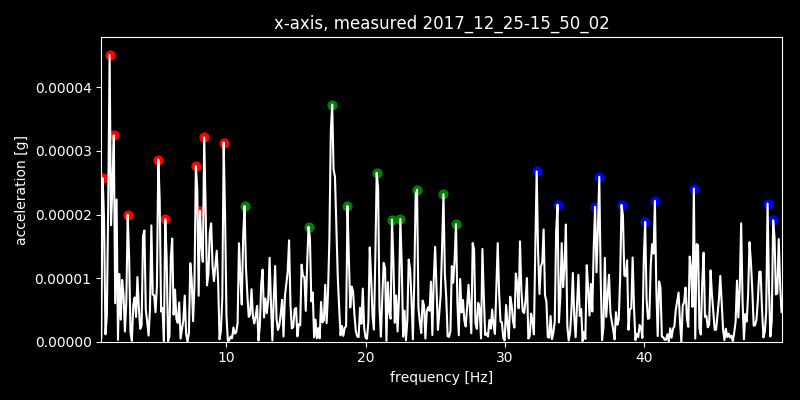 x-axis, measured 2017_12_25-15_50_02
acceleration [g]
0.00004
0.00003
0.00002
0.00001
0.00000
10 20 30 40
frequency [Hz]